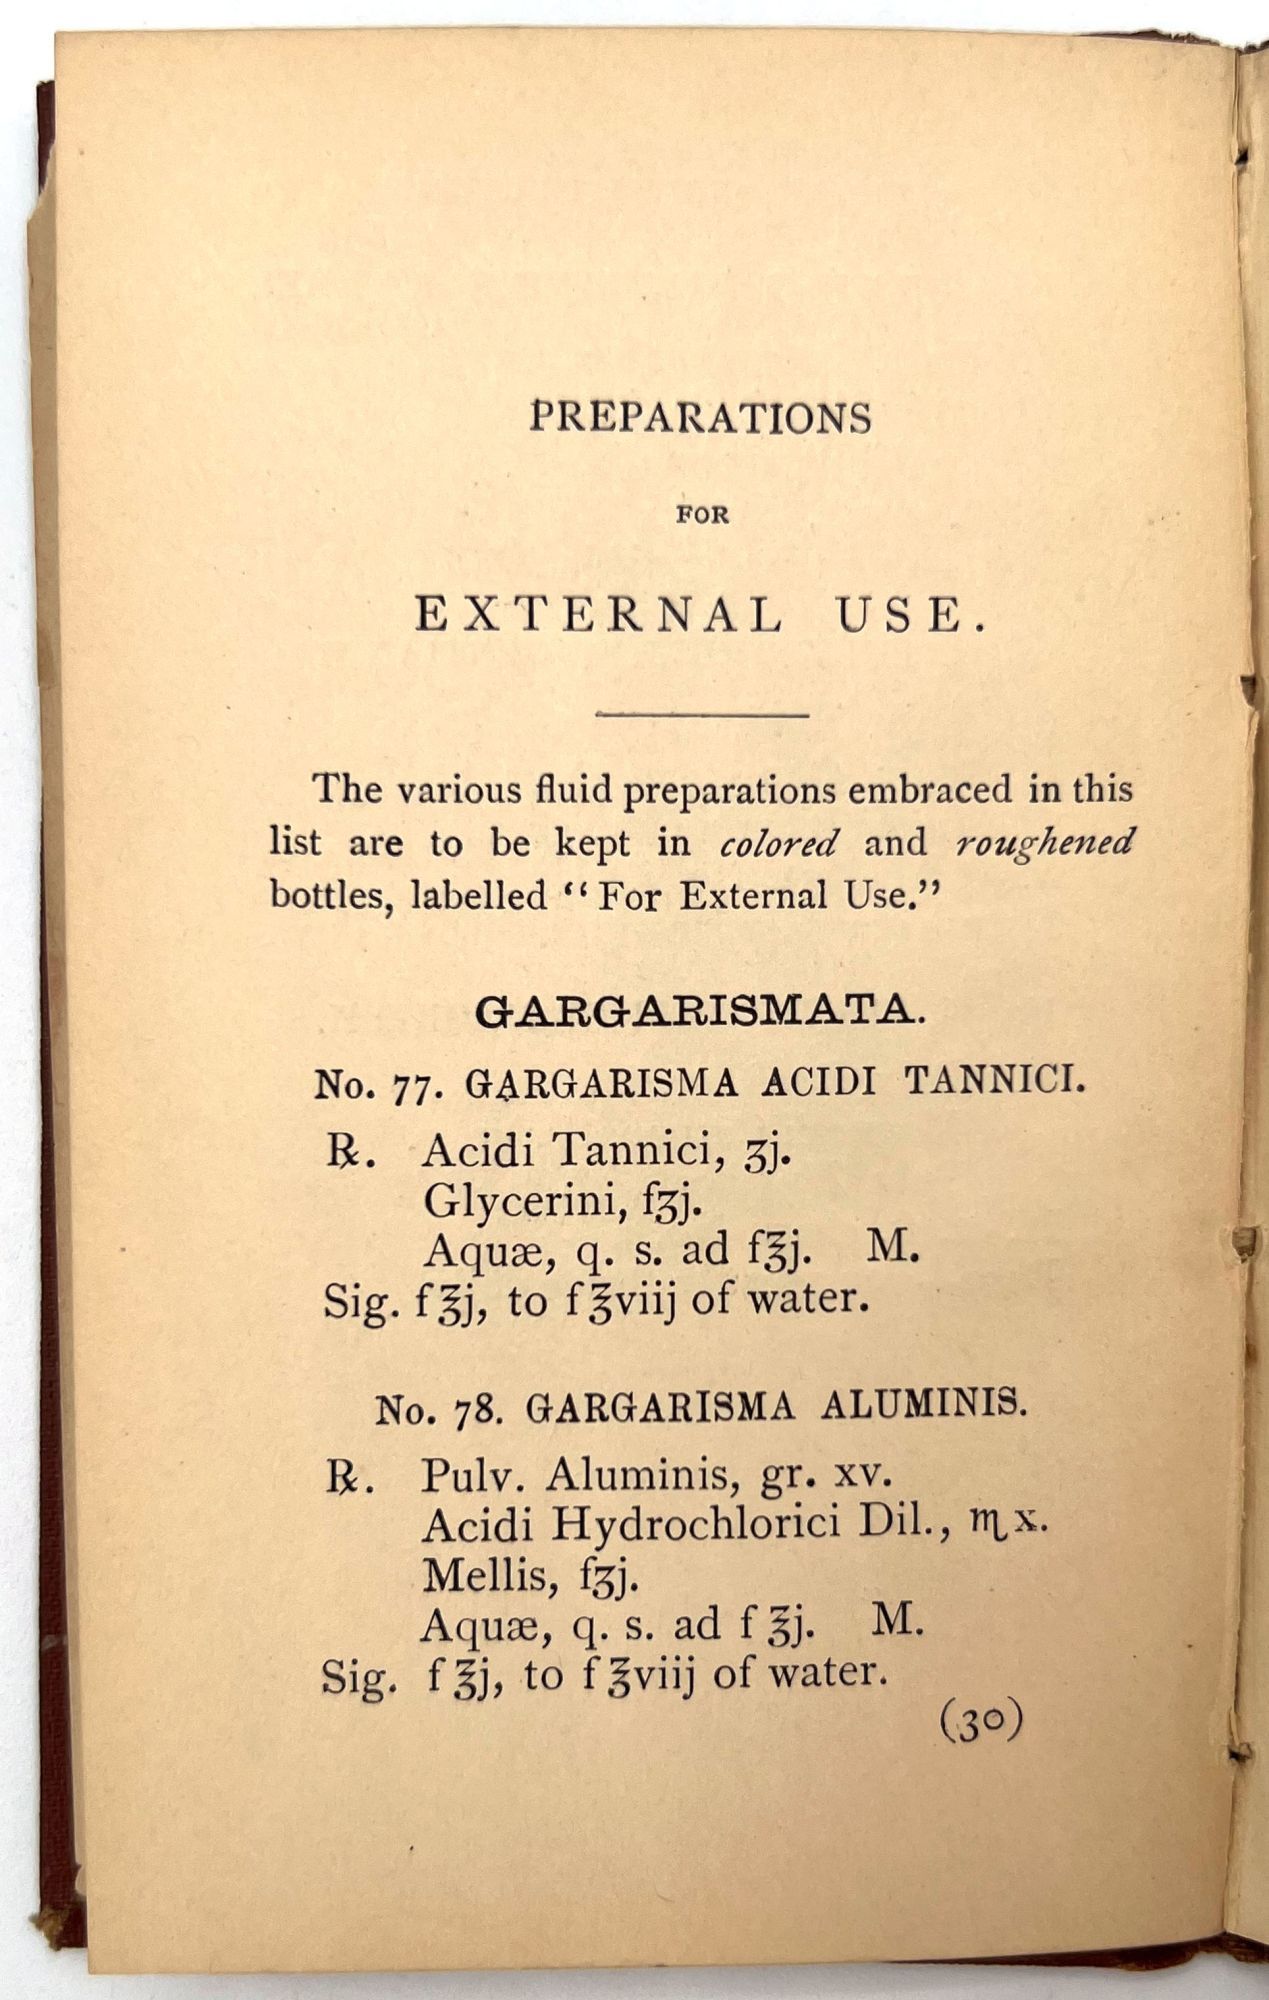 PREPARATIONS
FOR
EXTERNAL USE.
The various fluid preparations embraced in this
list are to be kept in colored and roughened
bottles, labelled “For External Use.”
GARGARISMATA.
No. 77. GARGARISMA ACIDI TANNICI.
℞. Acidi Tannici, ʒj.
Glycerini, fʒj.
Aquæ, q. s. ad f℥j. M.
Sig. f℥j, to f℥viij of water.
No. 78. GARGARISMA ALUMINIS.
℞. Pulv. Aluminis, gr. xv.
Acidi Hydrochlorici Dil., ♏x.
Mellis, fʒj.
Aquæ, q. s. ad f℥j. M.
Sig. f℥j, to f℥viij of water.
(30)